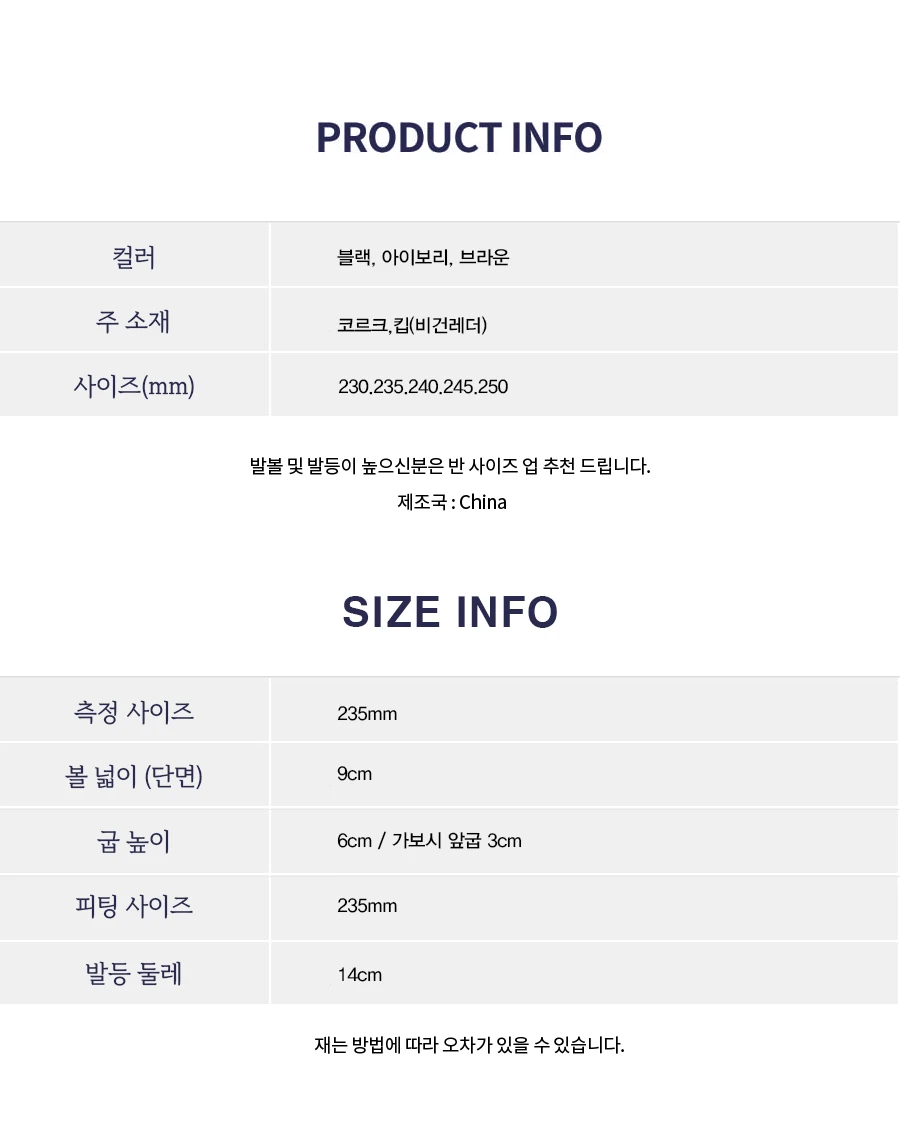 PRODUCT INFO
컬러 블랙, 아이보리, 브라운
주 소재 코르크,킵(비건레더)
사이즈(mm) 230.235.240.245.250
발볼 및 발등이 높으신분은 반 사이즈 업 추천 드립니다.
제조국 : China
SIZE INFO
측정 사이즈 235mm
볼 넓이 (단면) 9cm
굽 높이 6cm / 가보시 앞굽 3cm
피팅 사이즈 235mm
발등 둘레 14cm
재는 방법에 따라 오차가 있을 수 있습니다.